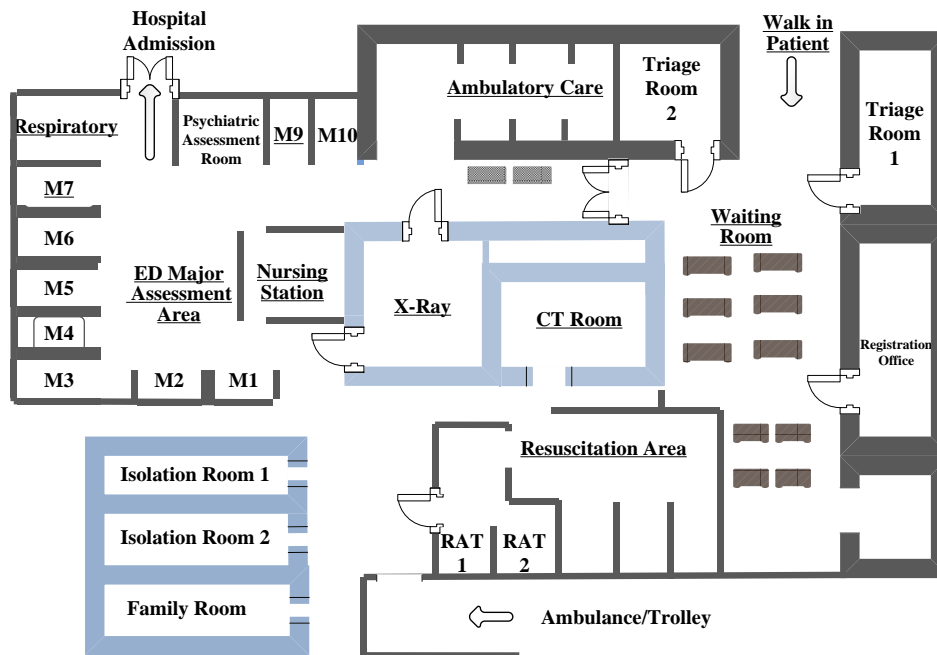 Hospital
Admission
Walk in
Patient
Respiratory
Psychiatric
Assessment
Room
M9
M10
Ambulatory Care
Triage
Room
2
Triage
Room
1
M7
M6
M5
M4
M3
M2
M1
ED Major
Assessment
Area
Nursing
Station
X-Ray
CT Room
Waiting
Room
Registration
Office
Isolation Room 1
Isolation Room 2
Family Room
Resuscitation Area
RAT
1
RAT
2
Ambulance/Trolley